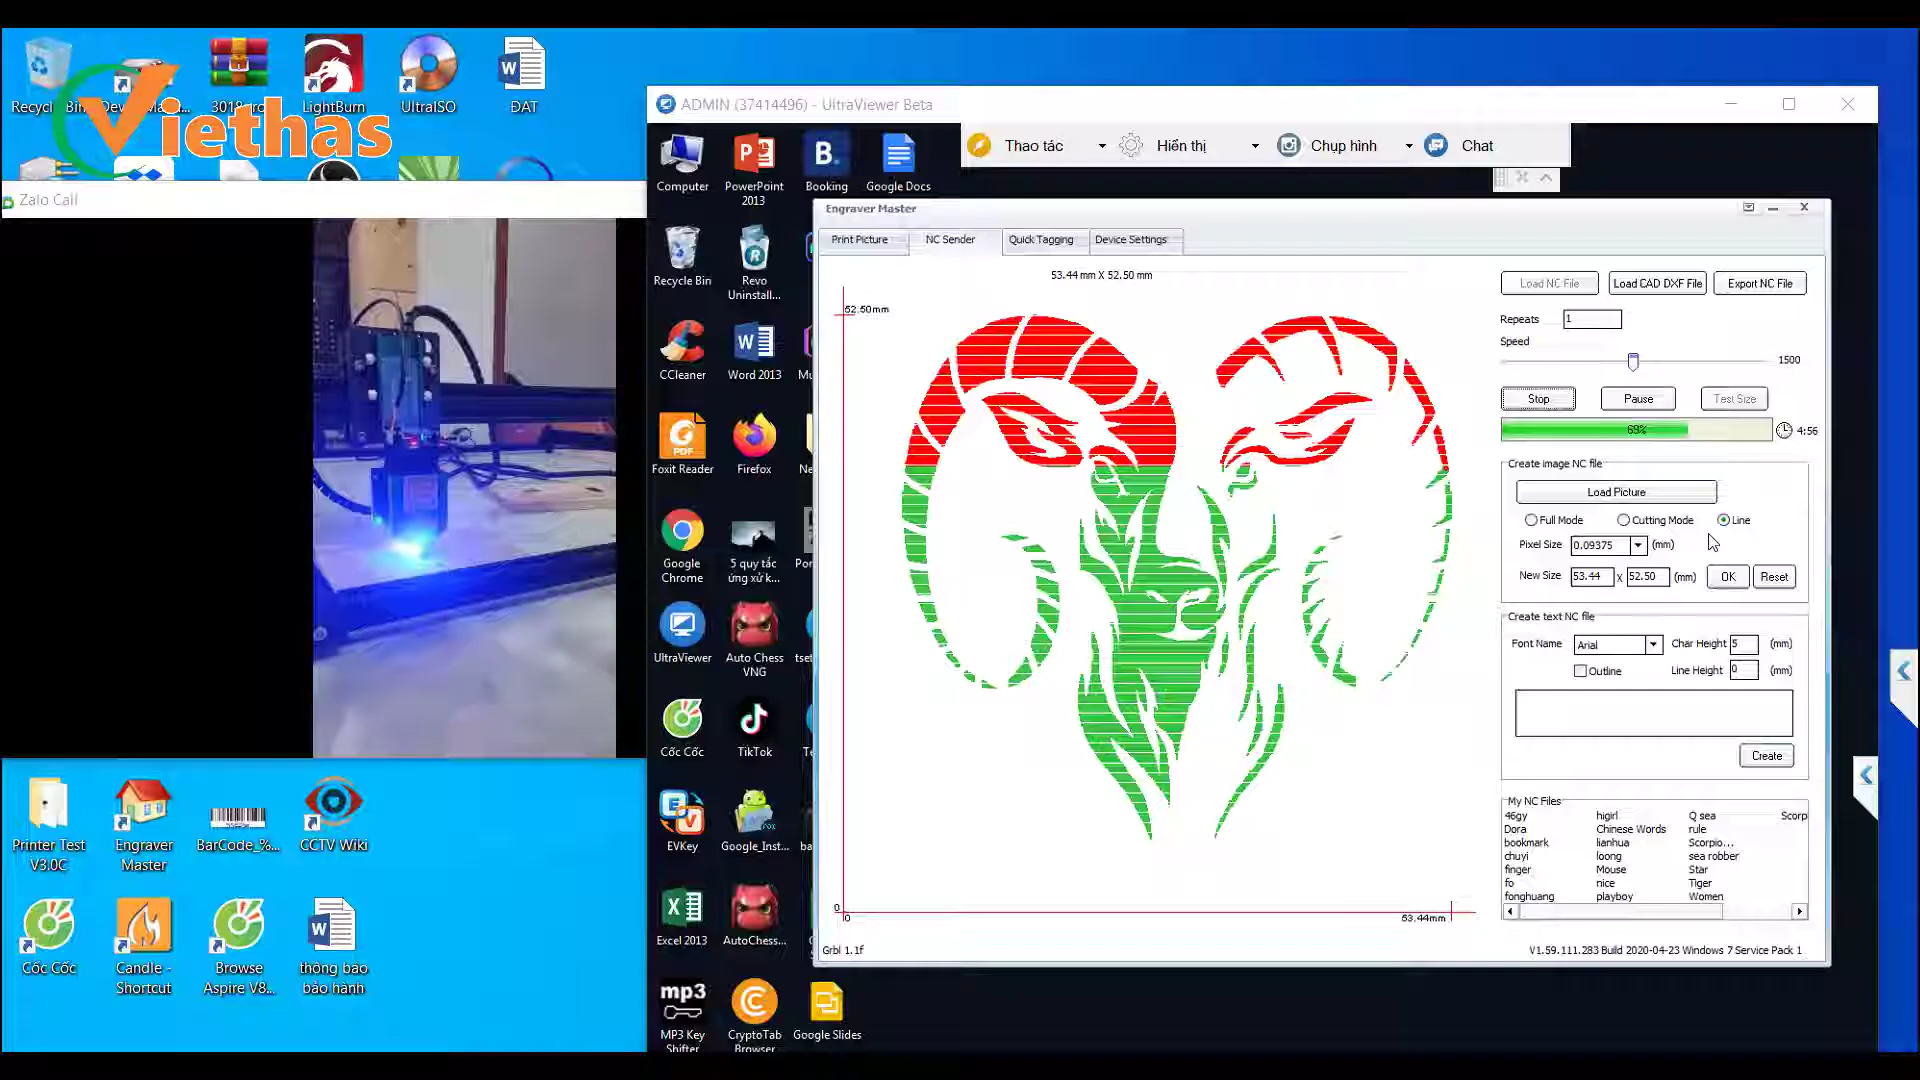 Recycle Bin
3018
LightBurn
UltraISO
ĐAT
Viethas
Zalo Call
ADMIN (37414496) - UltraViewer Beta
Thao tác
Hiển thị
Chụp hình
Chat
Computer
PowerPoint 2013
Booking
Google Docs
Recycle Bin
Revo Uninstall...
CCleaner
Word 2013
Foxit Reader
Firefox
Google Chrome
5 quy tắc ứng xử k...
UltraViewer
Auto Chess VNG
Cốc Cốc
TikTok
EVKey
Google_Inst...
Excel 2013
AutoChess...
MP3 Key Shifter
CryptoTab Browser
Google Slides
Engraver Master
Print Picture
NC Sender
Quick Tagging
Device Settings
53.44 mm X 52.50 mm
52.50mm
0
0
53.44mm
Grbl 1.1f
Load NC File
Load CAD DXF File
Export NC File
Repeats 1
Speed
1500
Stop
Pause
Test Size
69%
4:56
Create image NC file
Load Picture
Full Mode
Cutting Mode
Line
Pixel Size 0.09375 (mm)
New Size 53.44 X 52.50 (mm) OK Reset
Create text NC file
Font Name Arial Char Height 5 (mm)
Outline Line Height 0 (mm)
Create
My NC Files
46gy higirl Q sea Scorp
Dora Chinese Words rule
bookmark lianhua Scorpio...
chuyi loong sea robber
finger Mouse Star
fo nice Tiger
fonghuang playboy Women
V1.59.111.283 Build 2020-04-23 Windows 7 Service Pack 1
Printer Test V3.0C
Engraver Master
BarCode_%...
CCTV Wiki
Cốc Cốc
Candle - Shortcut
Browse Aspire V8...
thông báo bảo hành